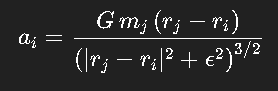 a_i = \frac{G m_j (r_j - r_i)}{(|r_j - r_i|^2 + \epsilon^2)^{3/2}}